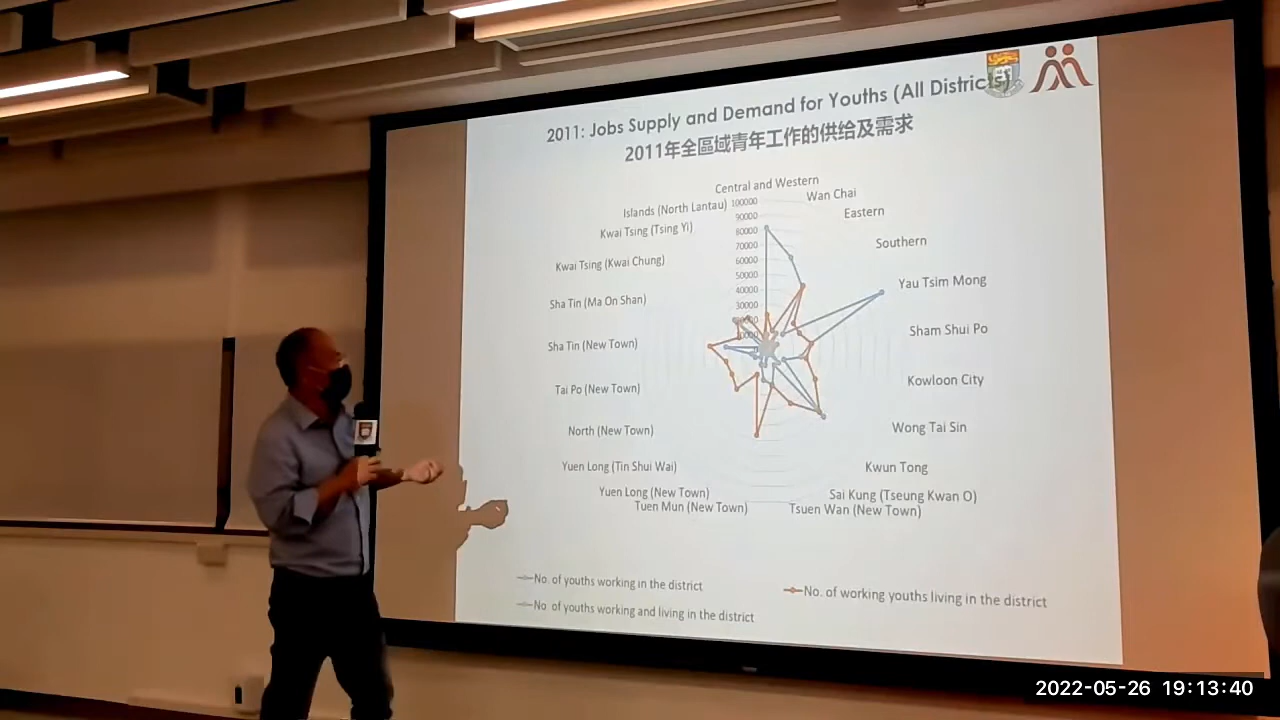 2011: Jobs Supply and Demand for Youths (All Districts)
2011年全區域青年工作的供给及需求
Central and Western
Wan Chai
Eastern
Southern
Yau Tsim Mong
Sham Shui Po
Kowloon City
Wong Tai Sin
Kwun Tong
Sai Kung (Tseung Kwan O)
Tsuen Wan (New Town)
Tuen Mun (New Town)
Yuen Long (New Town)
Yuen Long (Tin Shui Wai)
North (New Town)
Tai Po (New Town)
Sha Tin (New Town)
Sha Tin (Ma On Shan)
Kwai Tsing (Kwai Chung)
Kwai Tsing (Tsing Yi)
Islands (North Lantau)
100000
90000
80000
70000
60000
50000
40000
30000
No. of youths working in the district
No. of working youths living in the district
No of youths working and living in the district
2022-05-26 19:13:40